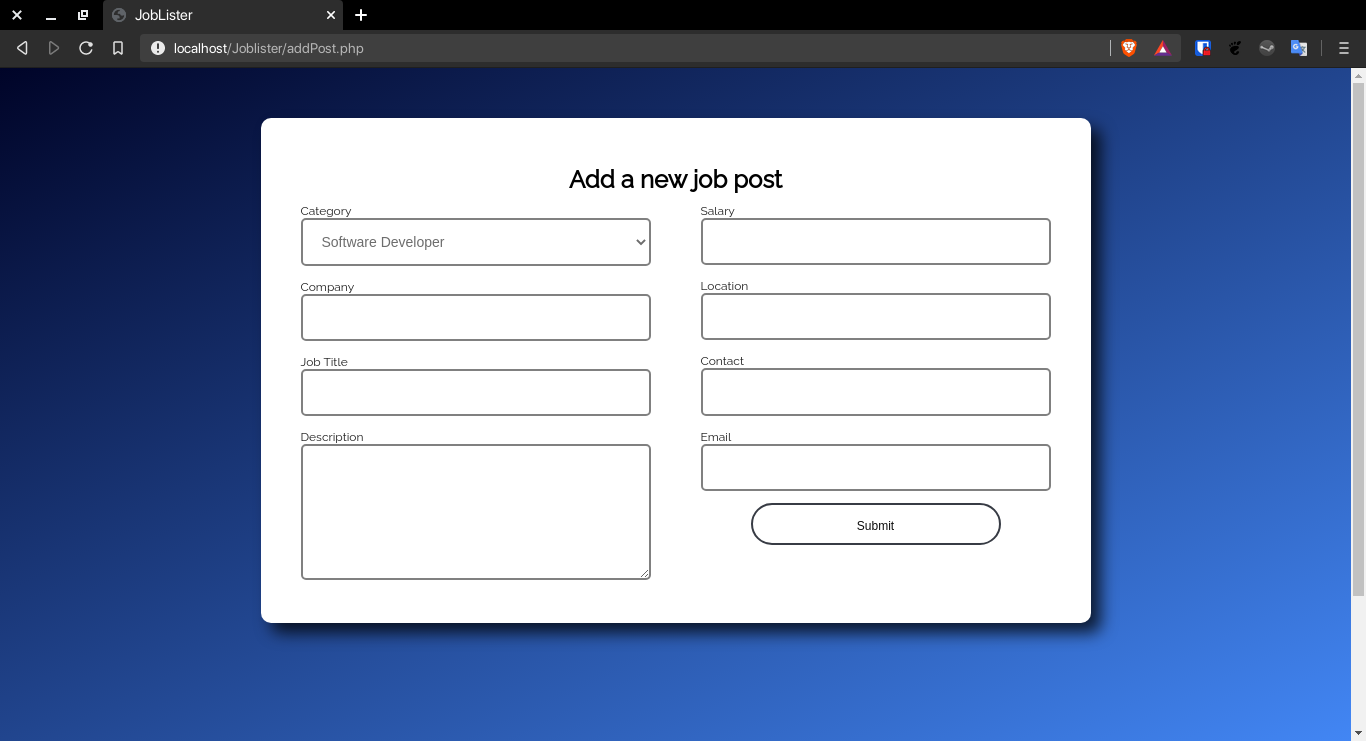 JobLister
localhost/Joblister/addPost.php
Add a new job post
Category
Software Developer
Company
Job Title
Description
Salary
Location
Contact
Email
Submit